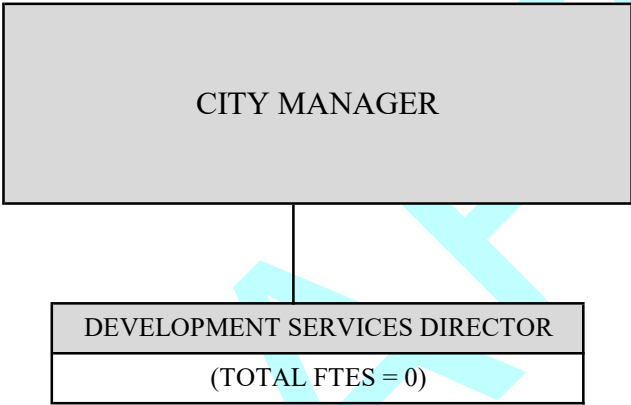 CITY MANAGER
DEVELOPMENT SERVICES DIRECTOR
(TOTAL FTES = 0)